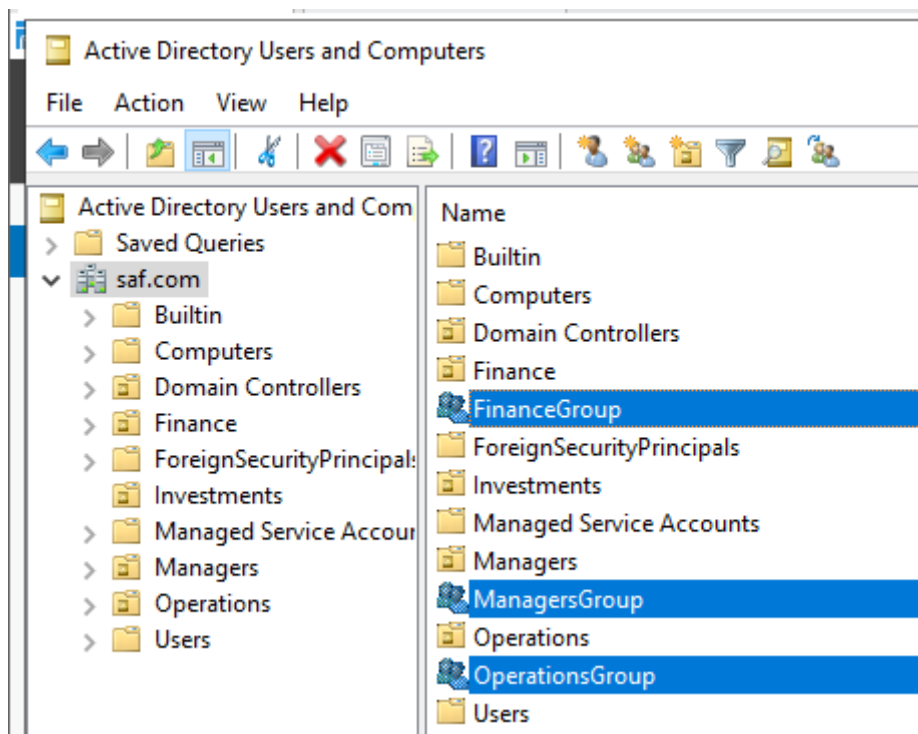 Active Directory Users and Computers
File Action View Help
Active Directory Users and Com
Saved Queries
saf.com
Builtin
Computers
Domain Controllers
Finance
ForeignSecurityPrincipals
Investments
Managed Service Accour
Managers
Operations
Users
Name
Builtin
Computers
Domain Controllers
Finance
FinanceGroup
ForeignSecurityPrincipals
Investments
Managed Service Accounts
Managers
ManagersGroup
Operations
OperationsGroup
Users